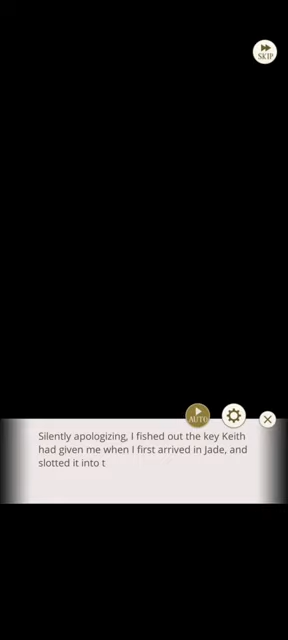 SKIP
AUTO
Silently apologizing, I fished out the key Keith
had given me when I first arrived in Jade, and
slotted it into t